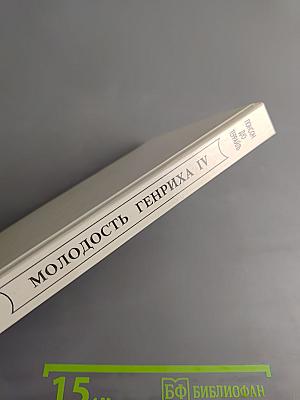 ПОНСОН
ДЮ
ТЕРРАЙЛЬ
МОЛОДОСТЬ ГЕНРИХА IV
15
БФ БИБЛИОФАН